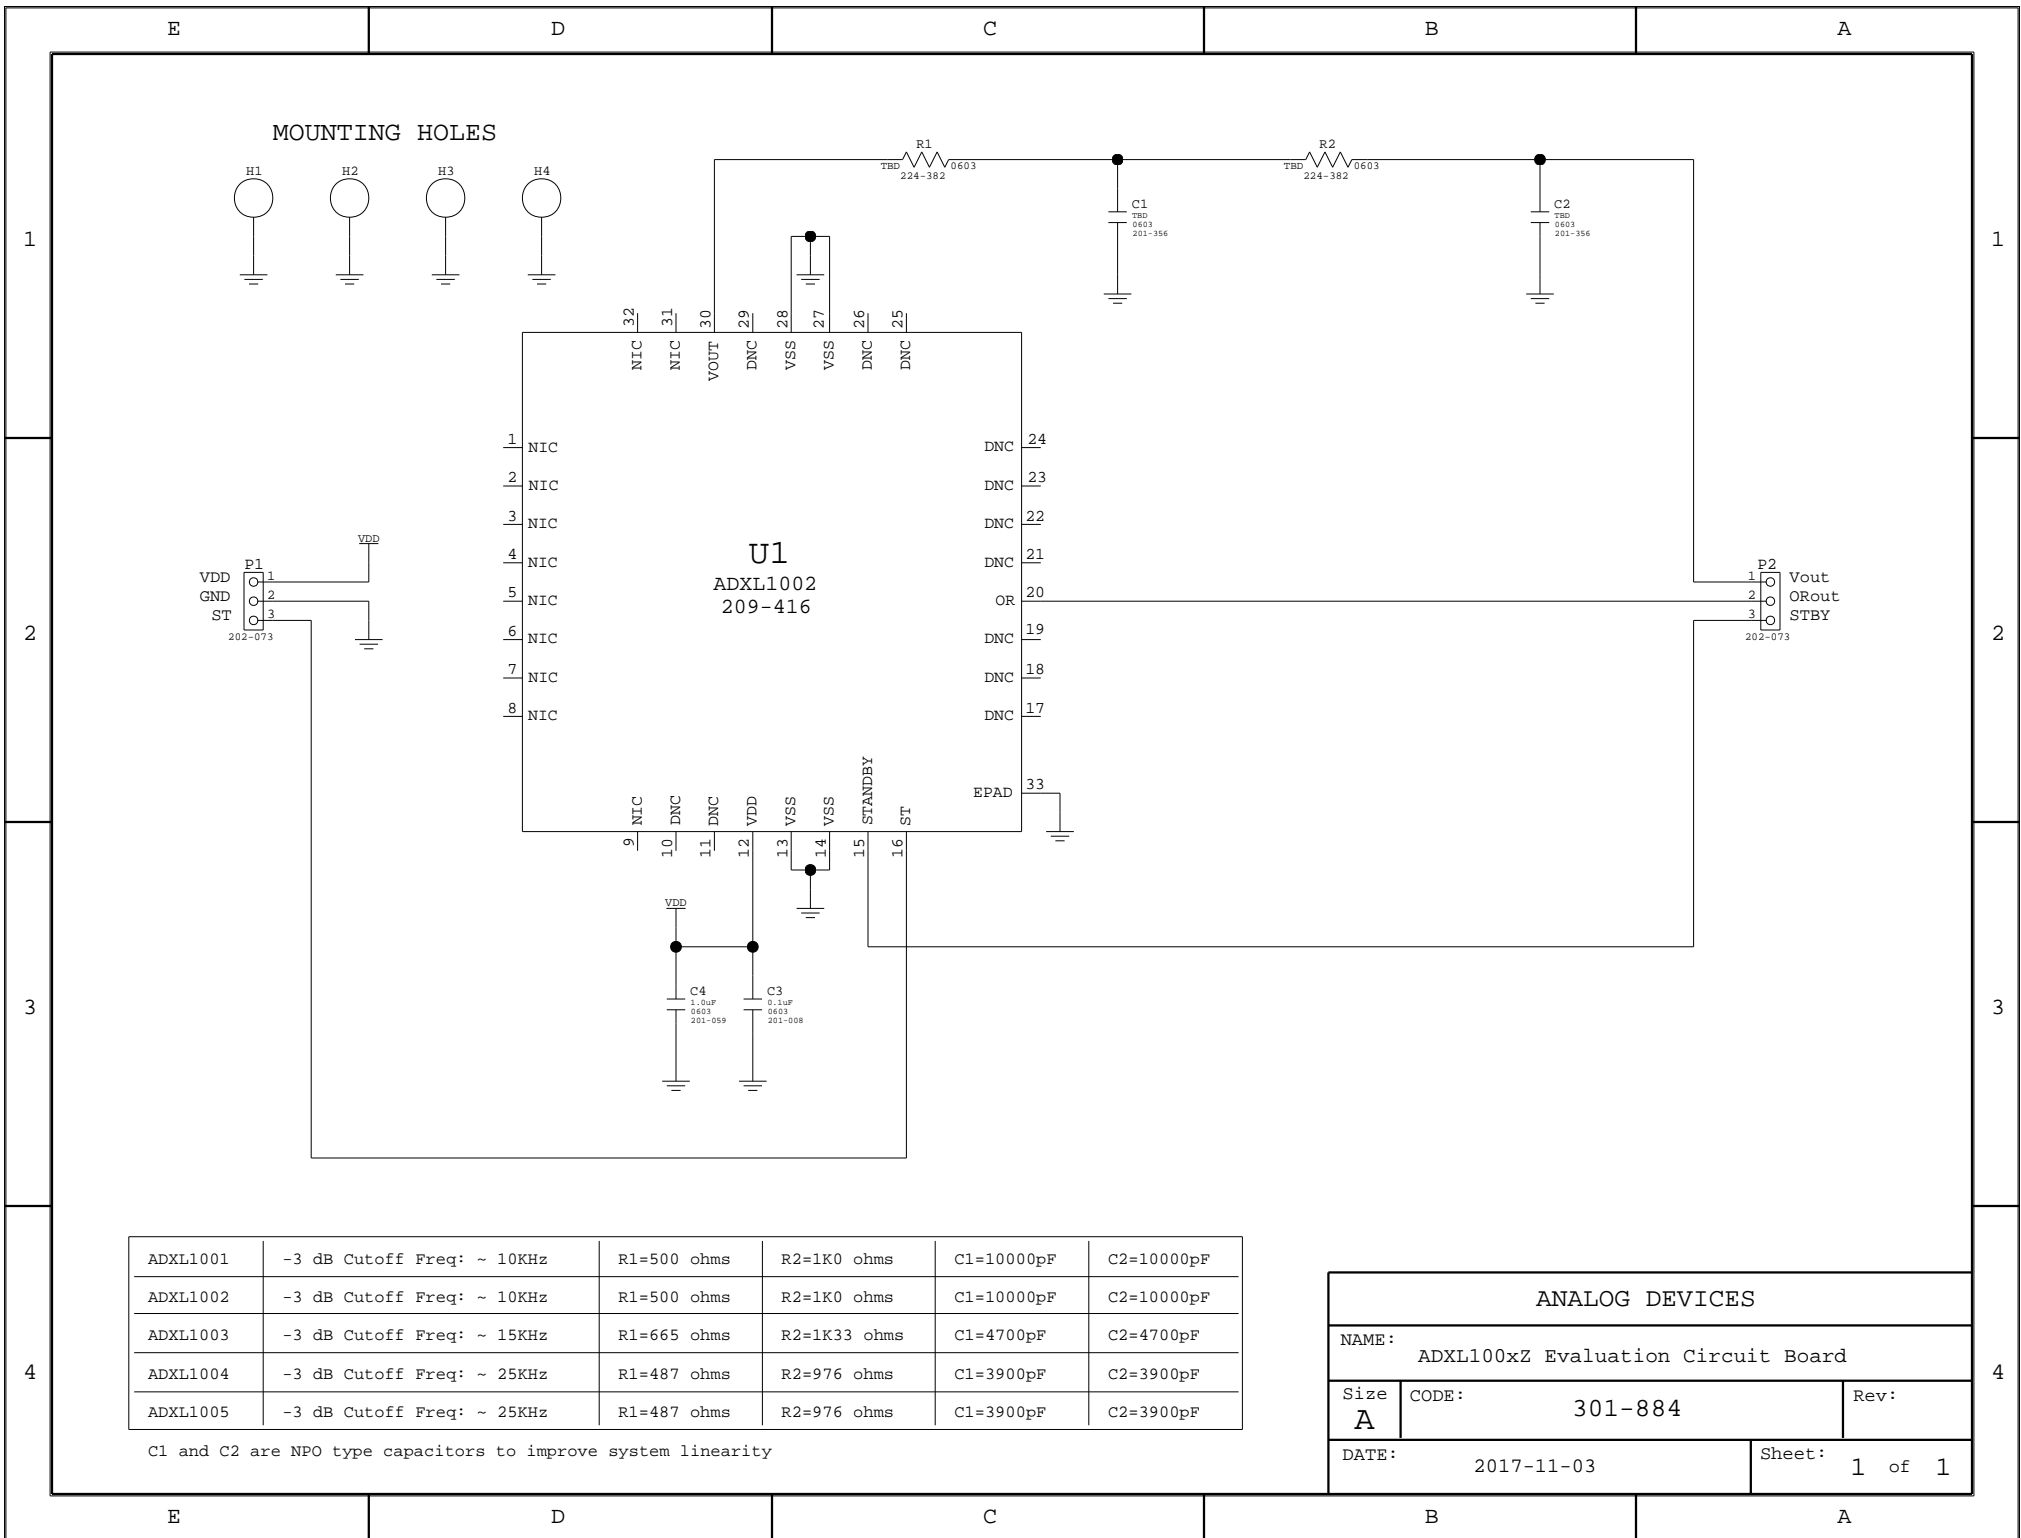 E D C B A
MOUNTING HOLES
H1 H2 H3 H4
R1
TBD 0603
224-382
R2
TBD 0603
224-382
C1
TBD
0603
201-356
C2
TBD
0603
201-356
1 1
32 31 30 29 28 27 26 25
NIC NIC VOUT DNC VSS VSS DNC DNC
1 NIC DNC 24
2 NIC DNC 23
3 NIC DNC 22
4 NIC DNC 21
5 NIC OR 20
6 NIC DNC 19
7 NIC DNC 18
8 NIC DNC 17
U1
ADXL1002
209-416
VDD
P1
VDD 1
GND 2
ST 3
202-073
P2
1 Vout
2 ORout
3 STBY
202-073
2 2
EPAD 33
NIC DNC DNC VDD VSS VSS STANDBY ST
9 10 11 12 13 14 15 16
VDD
C4
1.0uF
0603
201-059
C3
0.1uF
0603
201-008
3 3
ADXL1001 -3 dB Cutoff Freq: ~ 10KHz R1=500 ohms R2=1K0 ohms C1=10000pF C2=10000pF
ADXL1002 -3 dB Cutoff Freq: ~ 10KHz R1=500 ohms R2=1K0 ohms C1=10000pF C2=10000pF
ADXL1003 -3 dB Cutoff Freq: ~ 15KHz R1=665 ohms R2=1K33 ohms C1=4700pF C2=4700pF
ADXL1004 -3 dB Cutoff Freq: ~ 25KHz R1=487 ohms R2=976 ohms C1=3900pF C2=3900pF
ADXL1005 -3 dB Cutoff Freq: ~ 25KHz R1=487 ohms R2=976 ohms C1=3900pF C2=3900pF
C1 and C2 are NPO type capacitors to improve system linearity
4 4
ANALOG DEVICES
NAME:
ADXL100xZ Evaluation Circuit Board
Size A
CODE: 301-884
Rev:
DATE: 2017-11-03
Sheet: 1 of 1
E D C B A